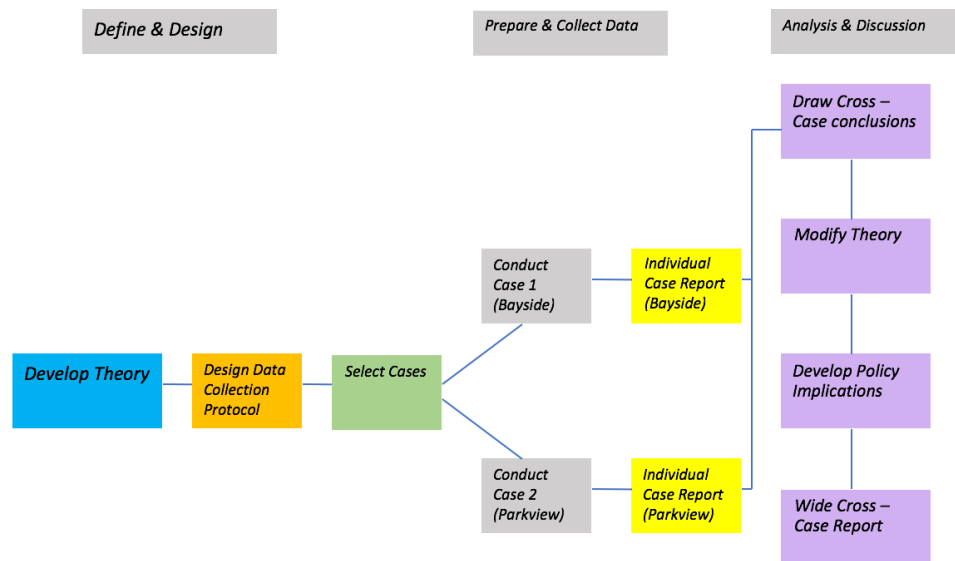 Define & Design
Prepare & Collect Data
Analysis & Discussion
Draw Cross –
Case conclusions
Modify Theory
Conduct
Case 1
(Bayside)
Individual
Case Report
(Bayside)
Develop Theory
Design Data
Collection
Protocol
Select Cases
Develop Policy
Implications
Conduct
Case 2
(Parkview)
Individual
Case Report
(Parkview)
Wide Cross –
Case Report